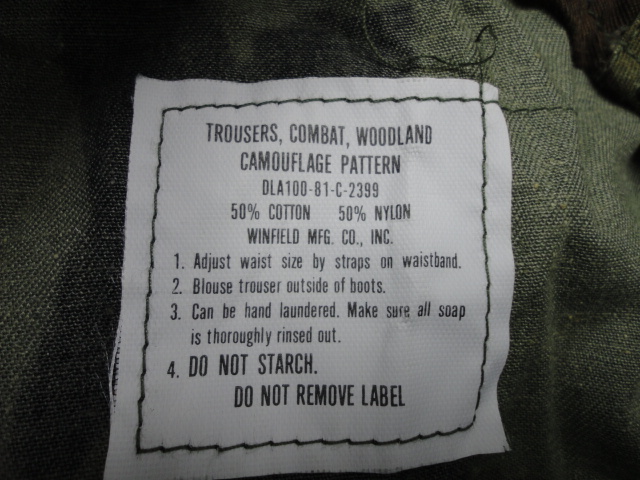 TROUSERS, COMBAT, WOODLAND
CAMOUFLAGE PATTERN
DLA100-81-C-2399
50% COTTON 50% NYLON
WINFIELD MFG. CO., INC.
1. Adjust waist size by straps on waistband.
2. Blouse trouser outside of boots.
3. Can be hand laundered. Make sure all soap
is thoroughly rinsed out.
4. DO NOT STARCH.
DO NOT REMOVE LABEL